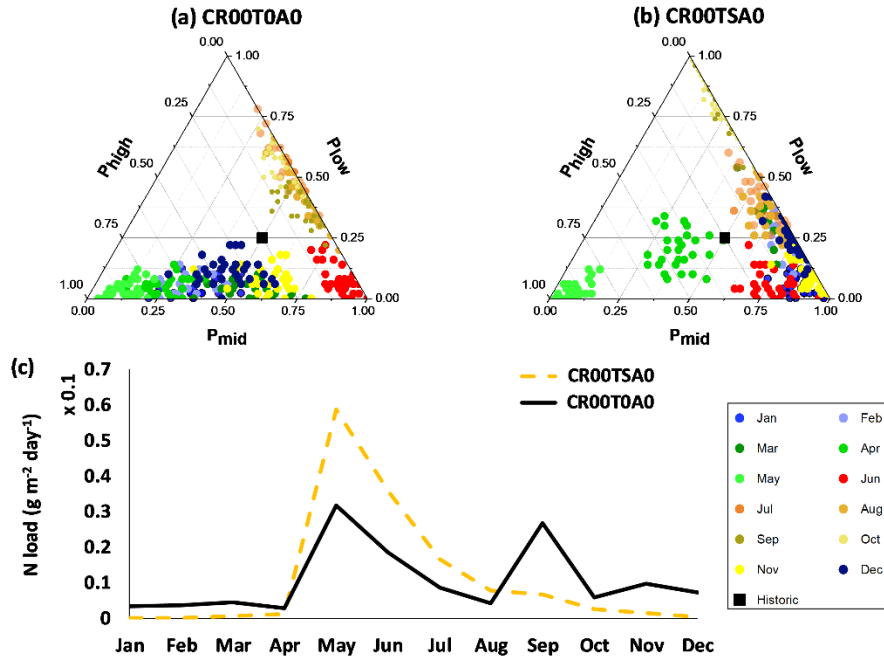 (a) CR00T0A0
(b) CR00TSA0
0.00
1.00
0.25
0.75
0.50
0.50
0.75
0.25
1.00
0.00
0.00
0.25
0.50
0.75
1.00
Phigh
Plow
Pmid
0.00
1.00
0.25
0.75
0.50
0.50
0.75
0.25
1.00
0.00
0.00
0.25
0.50
0.75
1.00
Phigh
Plow
Pmid
(c)
x 0.1
N load (g m⁻² day⁻¹)
0.7
0.6
0.5
0.4
0.3
0.2
0.1
0
Jan Feb Mar Apr May Jun Jul Aug Sep Oct Nov Dec
CR00TSA0
CR00T0A0
Jan Feb
Mar Apr
May Jun
Jul Aug
Sep Oct
Nov Dec
Historic